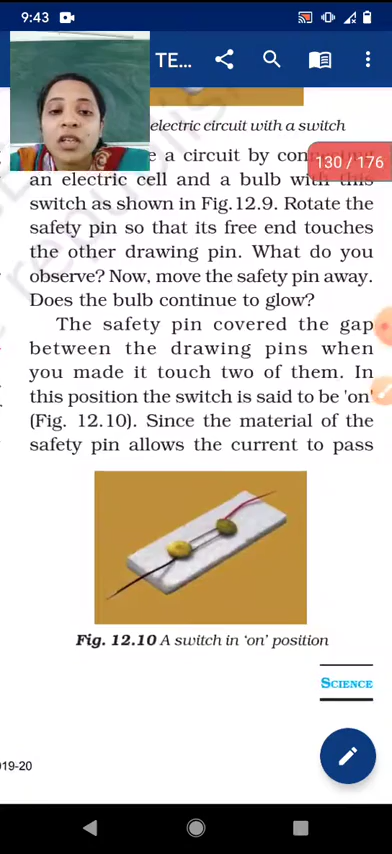 9:43
TE...
electric circuit with a switch
e a circuit by
130 / 176
an electric cell and a bulb with this
switch as shown in Fig.12.9. Rotate the
safety pin so that its free end touches
the other drawing pin. What do you
observe? Now, move the safety pin away.
Does the bulb continue to glow?
The safety pin covered the gap
between the drawing pins when
you made it touch two of them. In
this position the switch is said to be 'on'
(Fig. 12.10). Since the material of the
safety pin allows the current to pass
Fig. 12.10 A switch in 'on' position
SCIENCE
019-20